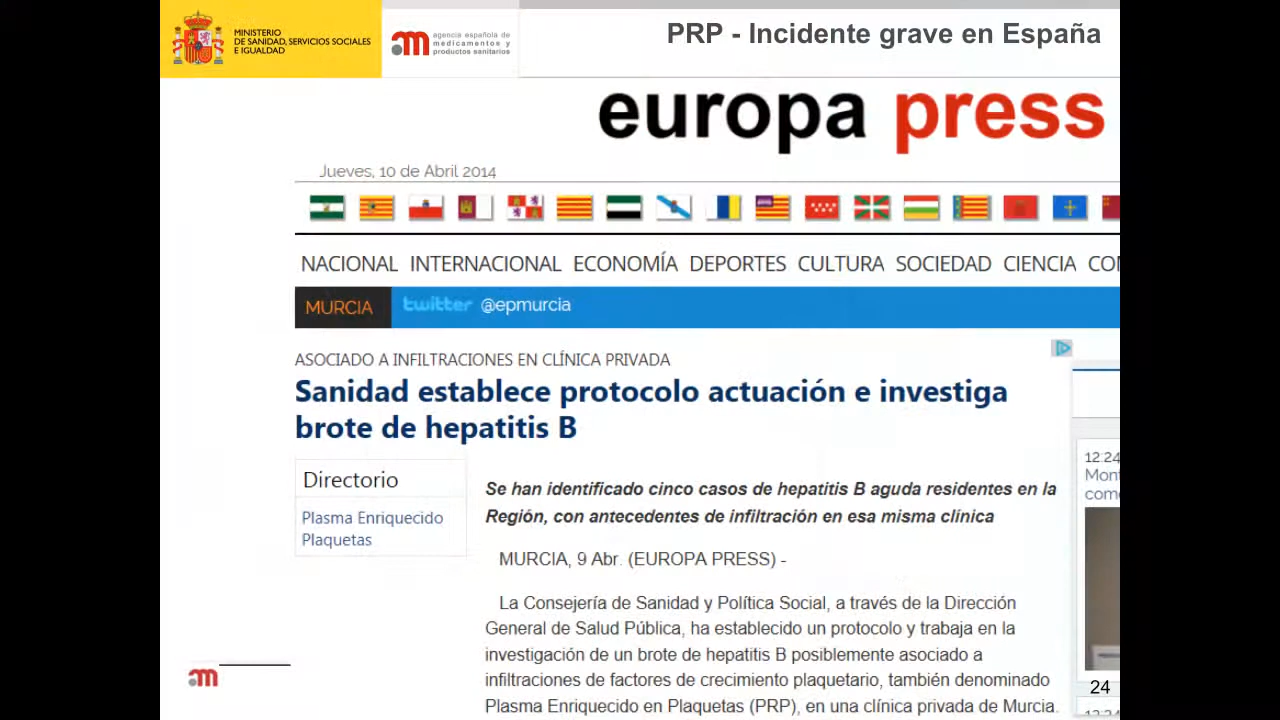 MINISTERIO
DE SANIDAD, SERVICIOS SOCIALES
E IGUALDAD
agencia española de
medicamentos y
productos sanitarios
PRP - Incidente grave en España
europa press
Jueves, 10 de Abril 2014
NACIONAL INTERNACIONAL ECONOMÍA DEPORTES CULTURA SOCIEDAD CIENCIA
MURCIA twitter @epmurcia
ASOCIADO A INFILTRACIONES EN CLÍNICA PRIVADA
Sanidad establece protocolo actuación e investiga
brote de hepatitis B
Directorio
Plasma Enriquecido
Plaquetas
Se han identificado cinco casos de hepatitis B aguda residentes en la
Región, con antecedentes de infiltración en esa misma clínica
MURCIA, 9 Abr. (EUROPA PRESS) -
La Consejería de Sanidad y Política Social, a través de la Dirección
General de Salud Pública, ha establecido un protocolo y trabaja en la
investigación de un brote de hepatitis B posiblemente asociado a
infiltraciones de factores de crecimiento plaquetario, también denominado
Plasma Enriquecido en Plaquetas (PRP), en una clínica privada de Murcia.
12:24
24